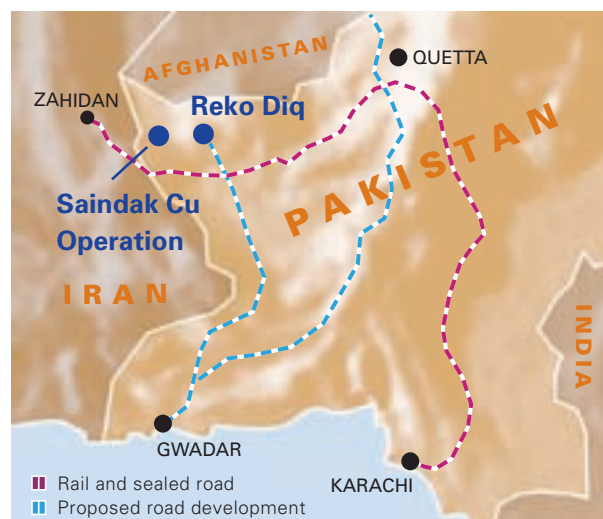 AFGHANISTAN
QUETTA
ZAHIDAN
Reko Diq
PAKISTAN
Saindak Cu
Operation
IRAN
INDIA
GWADAR
KARACHI
Rail and sealed road
Proposed road development